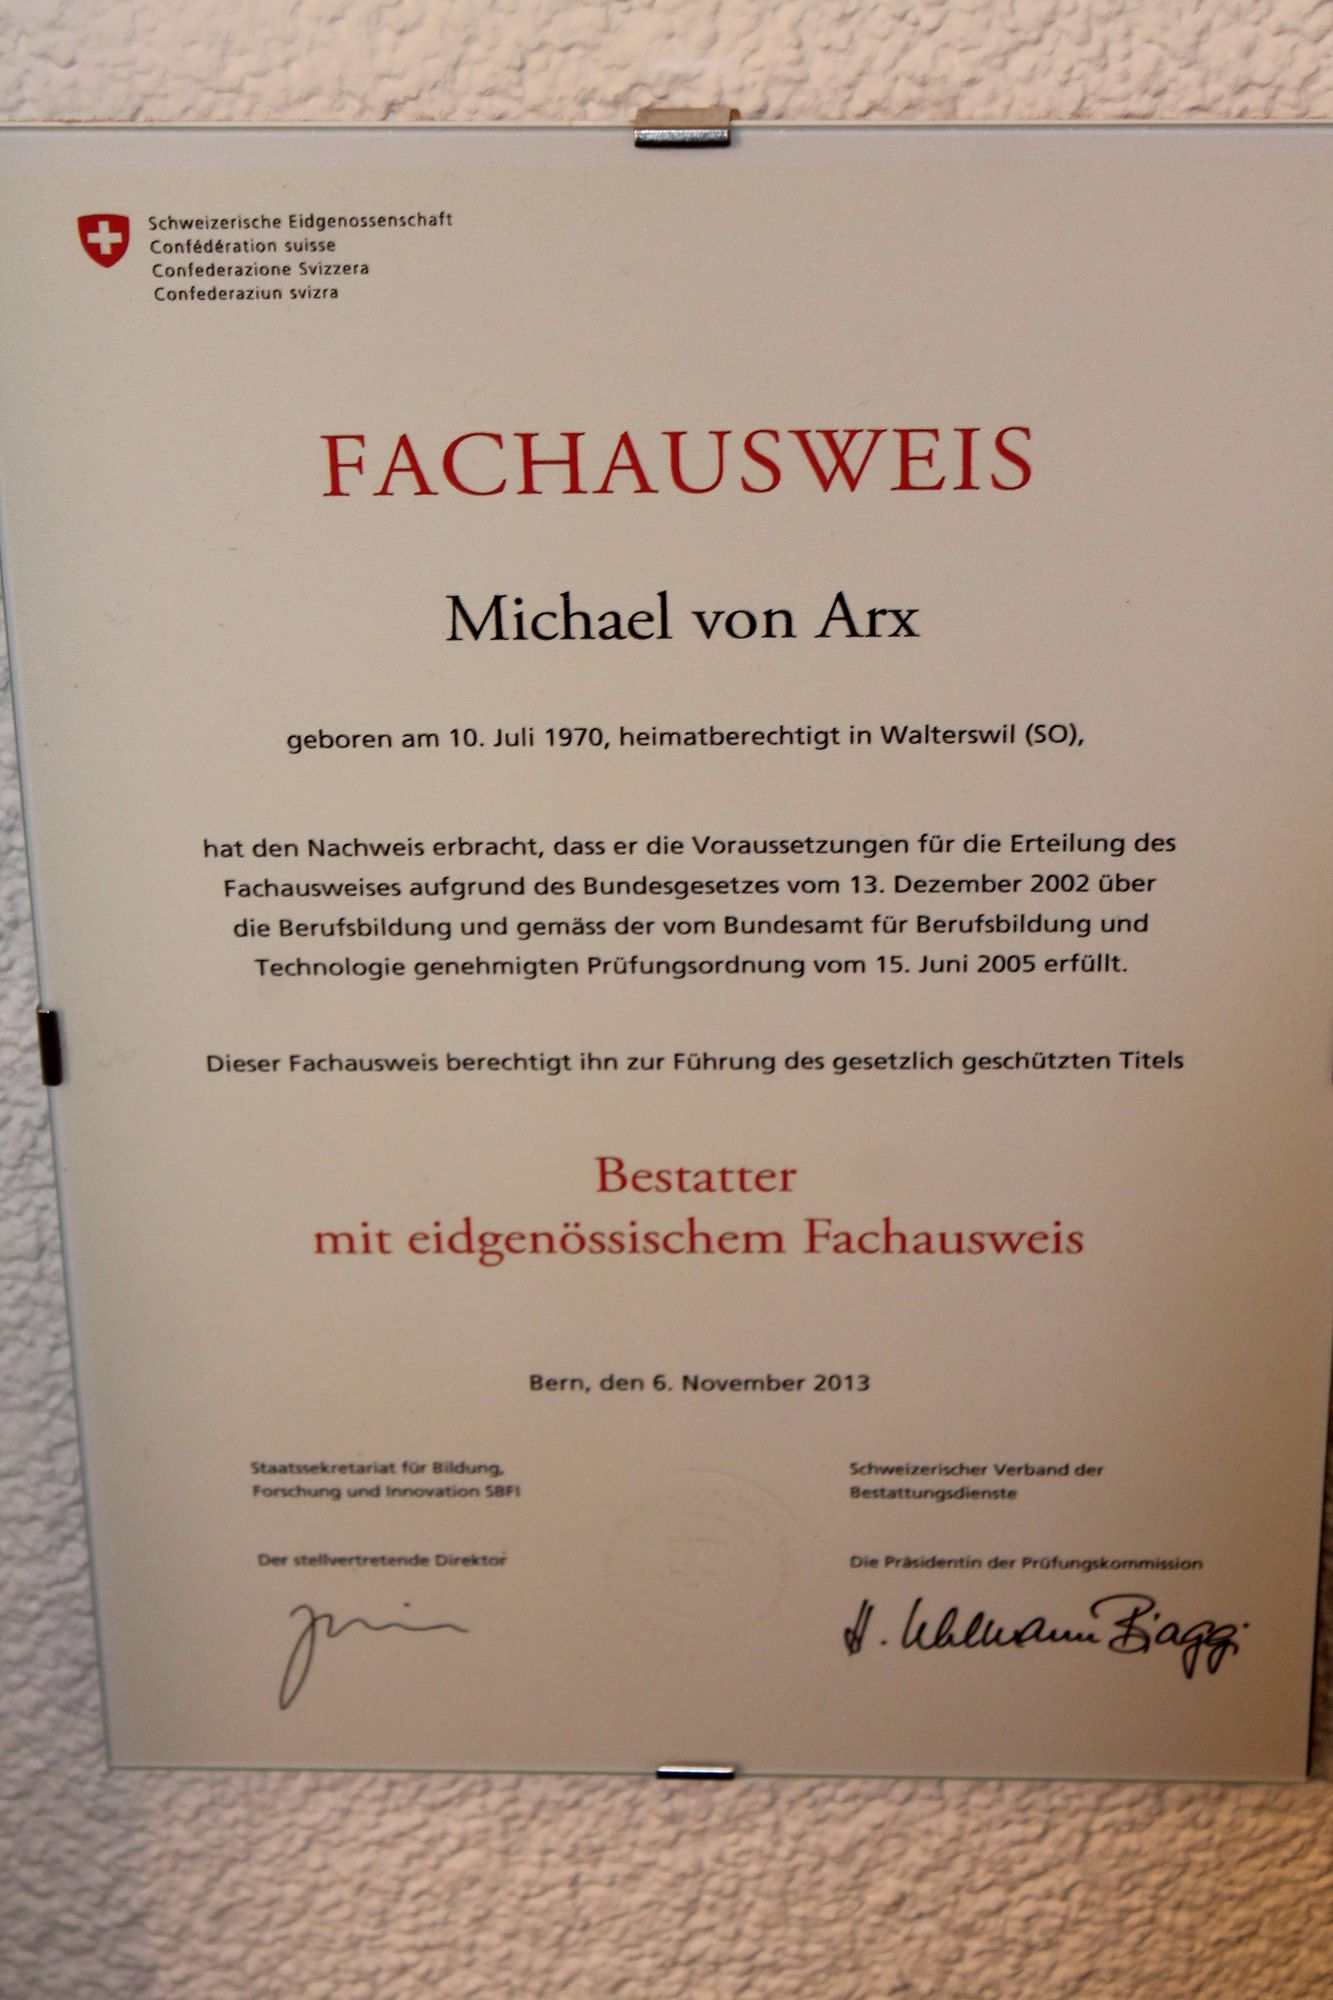 Schweizerische Eidgenossenschaft
Confédération suisse
Confederazione Svizzera
Confederaziun svizra
FACHAUSWEIS
Michael von Arx
geboren am 10. Juli 1970, heimatberechtigt in Walterswil (SO),
hat den Nachweis erbracht, dass er die Voraussetzungen für die Erteilung des
Fachausweises aufgrund des Bundesgesetzes vom 13. Dezember 2002 über
die Berufsbildung und gemäss der vom Bundesamt für Berufsbildung und
Technologie genehmigten Prüfungsordnung vom 15. Juni 2005 erfüllt.
Dieser Fachausweis berechtigt ihn zur Führung des gesetzlich geschützten Titels
Bestatter
mit eidgenössischem Fachausweis
Bern, den 6. November 2013
Staatssekretariat für Bildung,
Forschung und Innovation SBFI
Der stellvertretende Direktor
Schweizerischer Verband der
Bestattungsdienste
Die Präsidentin der Prüfungskommission
H. Uhlmann Biaggi